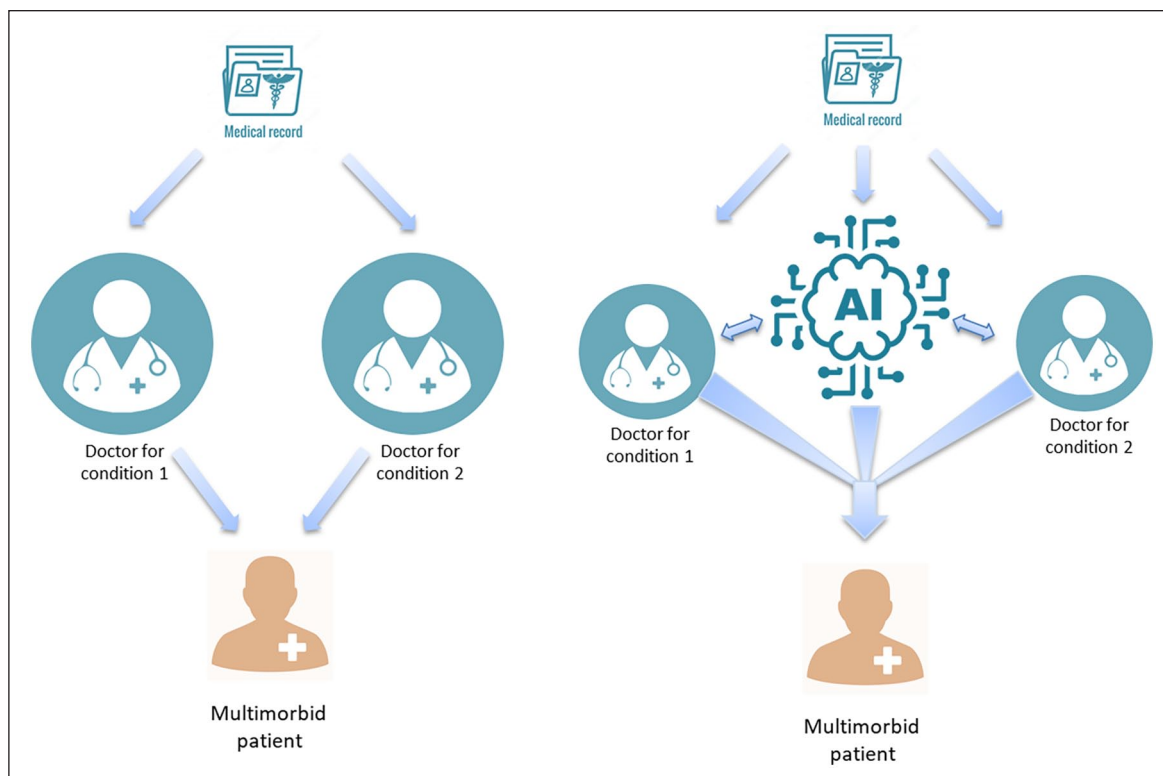 Medical record
Doctor for
condition 1
Doctor for
condition 2
Multimorbid
patient
Medical record
AI
Doctor for
condition 1
Doctor for
condition 2
Multimorbid
patient